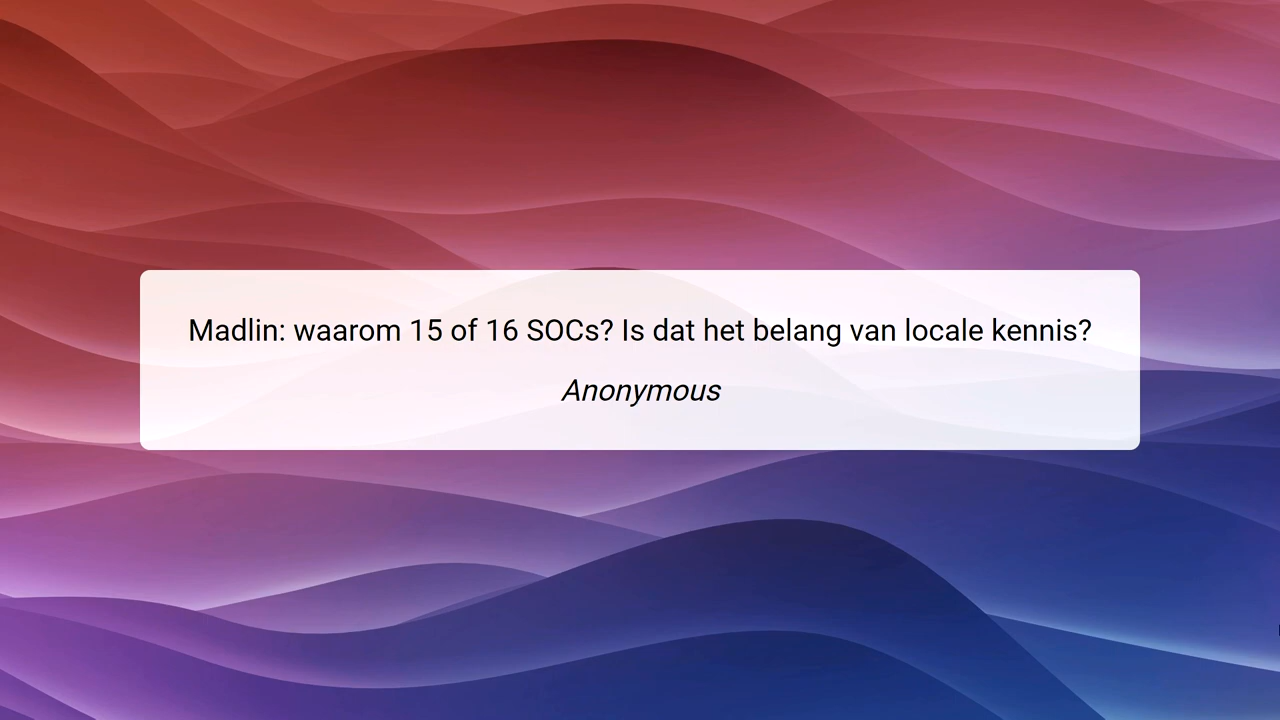 Madlin: waarom 15 of 16 SOCs? Is dat het belang van locale kennis?
Anonymous